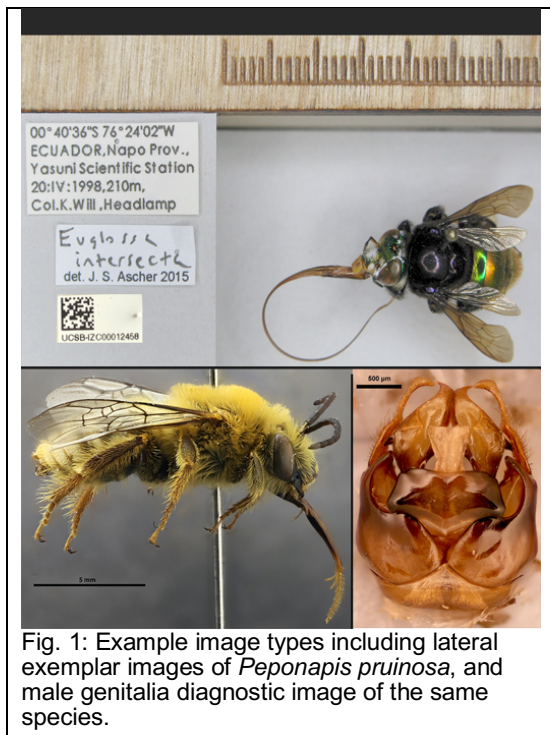 00°40'36"S 76°24'02"W
ECUADOR,Napo Prov.,
Yasuni Scientific Station
20:IV:1998,210m,
Col.K.Will,Headlamp
Euglossa
intersecta
det. J. S. Ascher 2015
UCSB-IZC00012458
500 µm
5 mm
Fig. 1: Example image types including lateral
exemplar images of Peponapis pruinosa, and
male genitalia diagnostic image of the same
species.